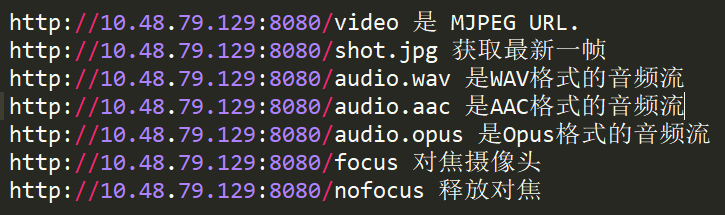 http://10.48.79.129:8080/video 是 MJPEG URL.
http://10.48.79.129:8080/shot.jpg 获取最新一帧
http://10.48.79.129:8080/audio.wav 是WAV格式的音频流
http://10.48.79.129:8080/audio.aac 是AAC格式的音频流
http://10.48.79.129:8080/audio.opus 是Opus格式的音频流
http://10.48.79.129:8080/focus 对焦摄像头
http://10.48.79.129:8080/nofocus 释放对焦